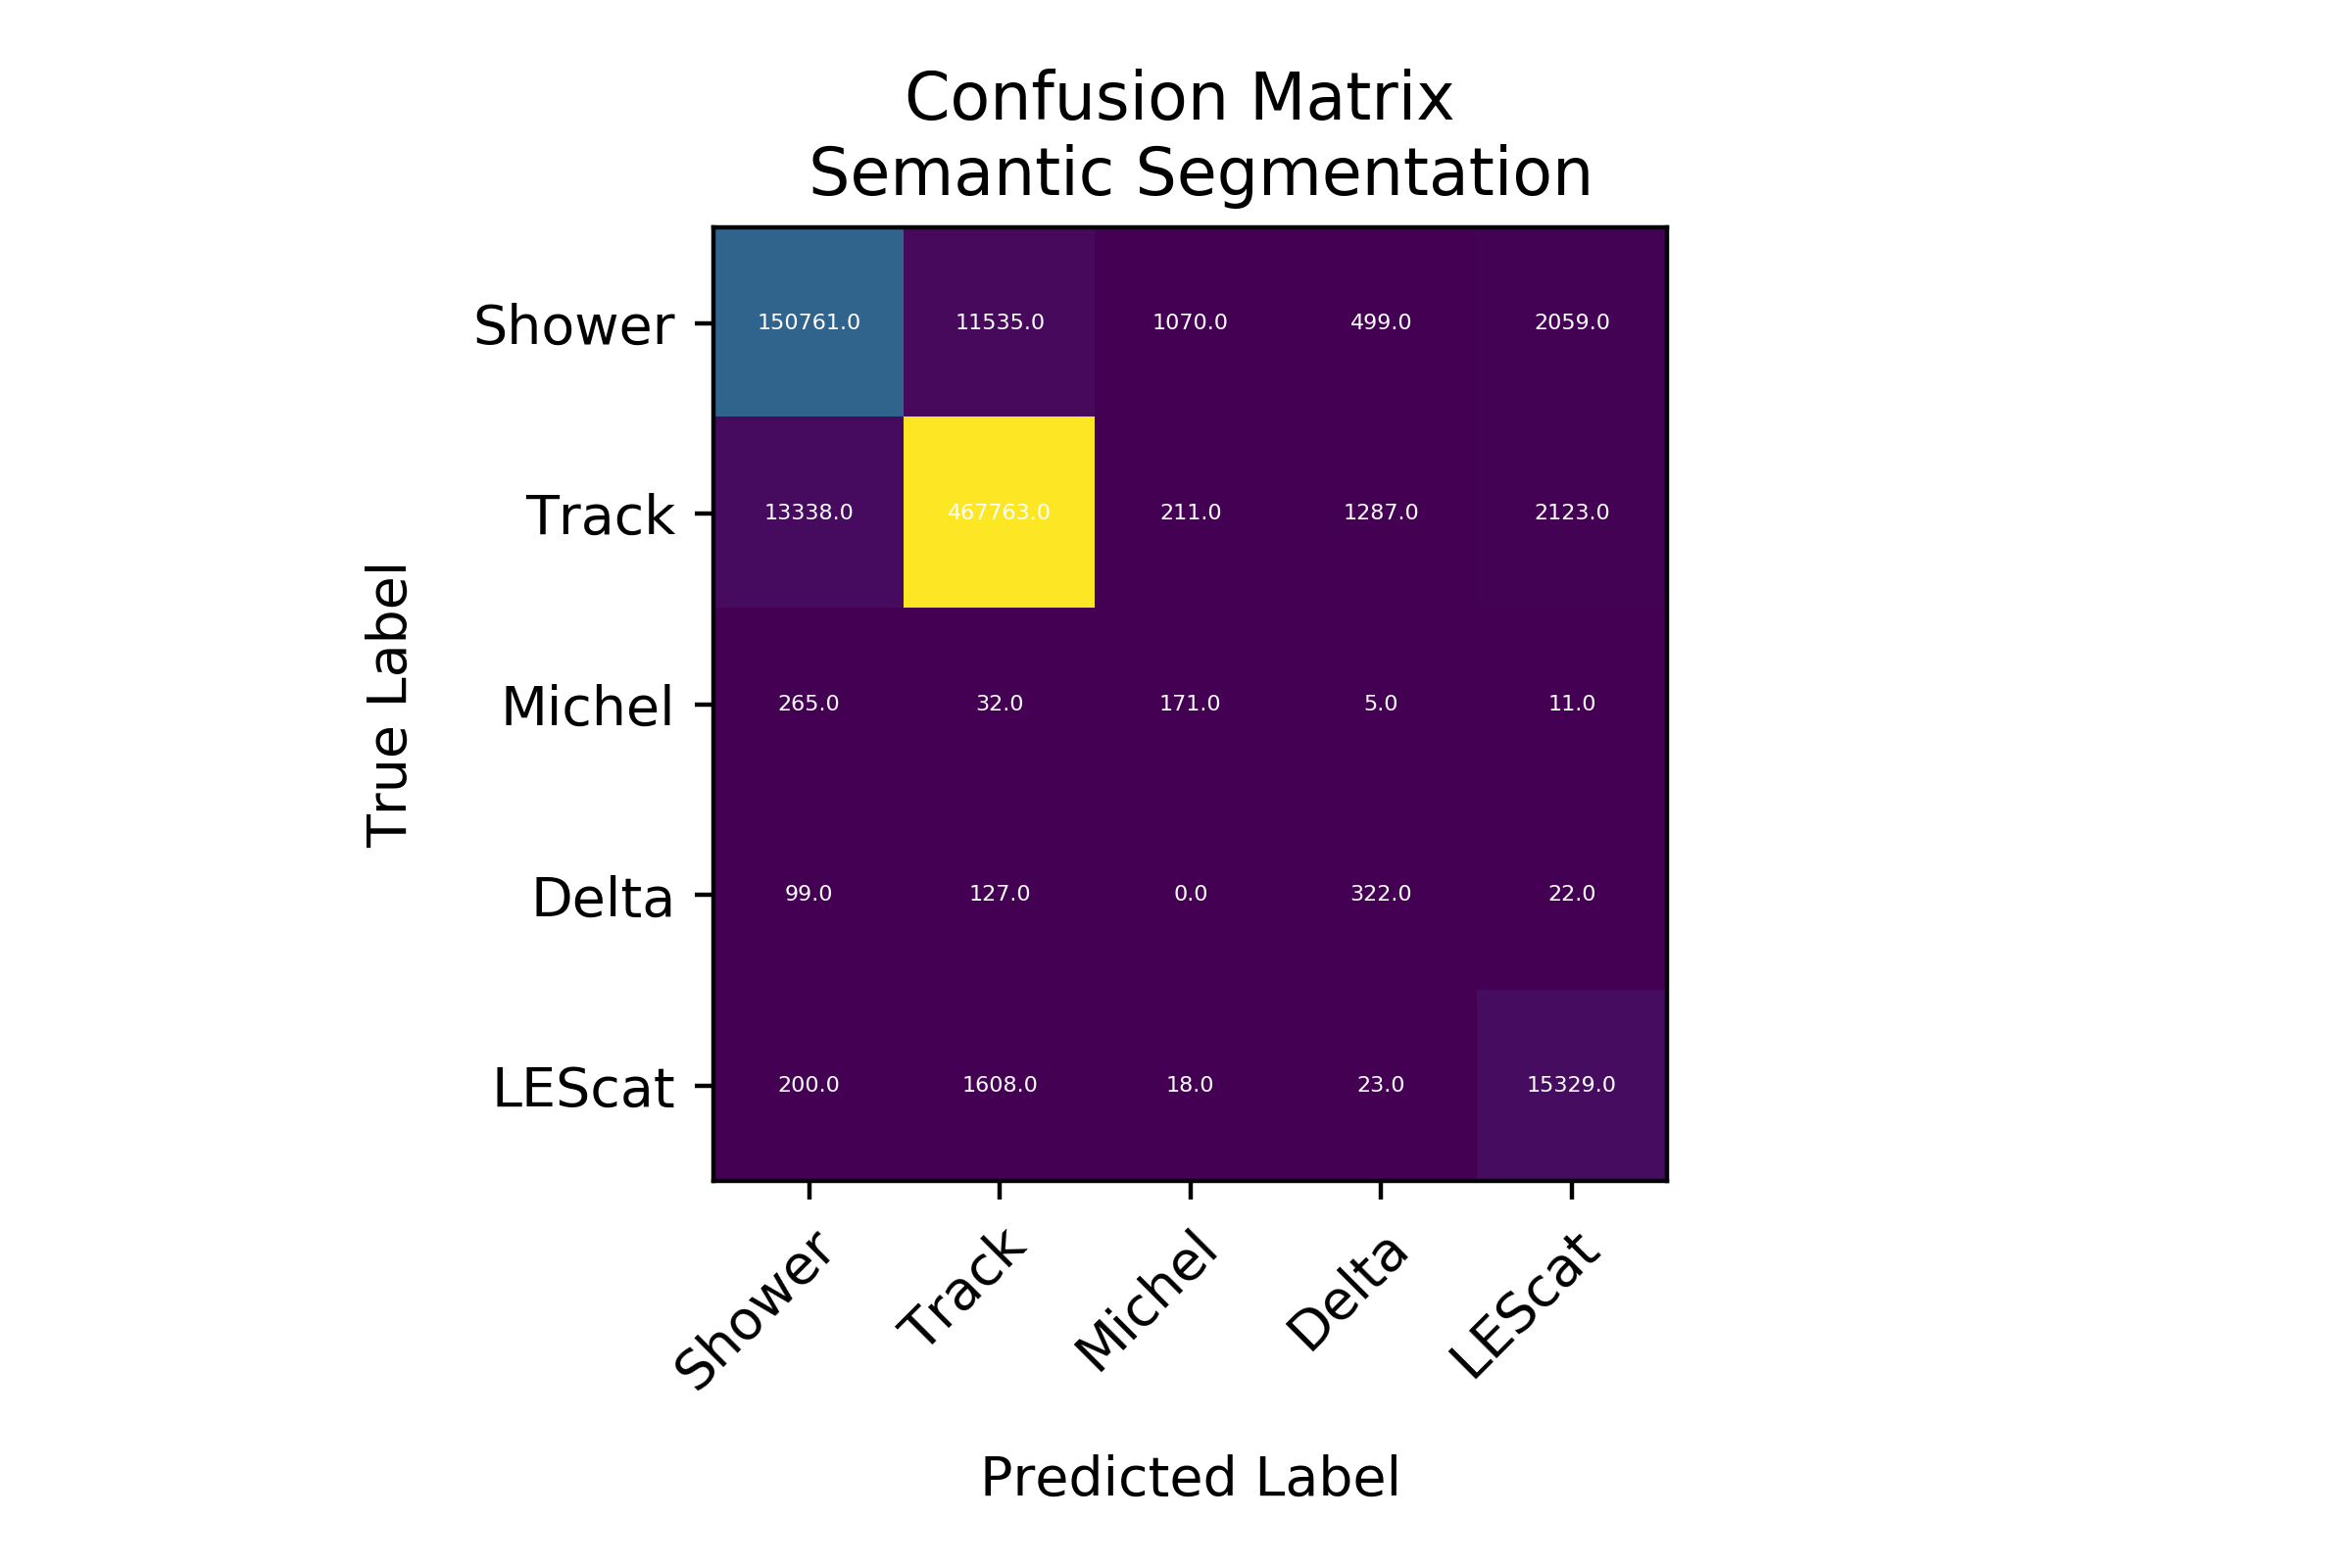 Confusion Matrix
Semantic Segmentation
True Label
Shower 150761.0 11535.0 1070.0 499.0 2059.0
Track 13338.0 467763.0 211.0 1287.0 2123.0
Michel 265.0 32.0 171.0 5.0 11.0
Delta 99.0 127.0 0.0 322.0 22.0
LEScat 200.0 1608.0 18.0 23.0 15329.0
Shower Track Michel Delta LEScat
Predicted Label